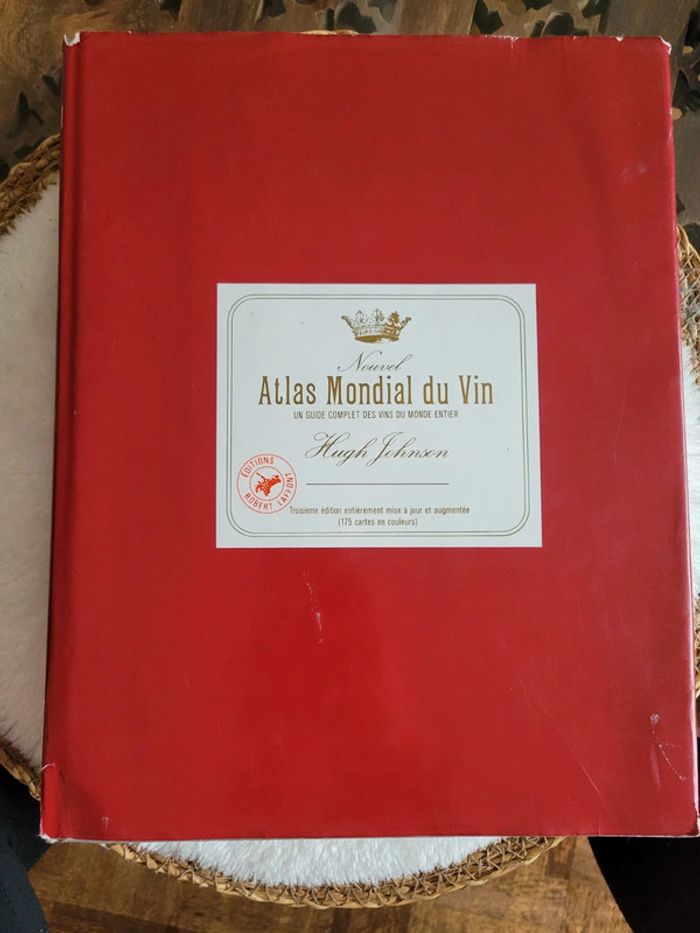 Nouvel
Atlas Mondial du Vin
UN GUIDE COMPLET DES VINS DU MONDE ENTIER
Hugh Johnson
ÉDITIONS
ROBERT LAFFONT
Troisième édition entièrement mise à jour et augmentée
(175 cartes en couleurs)